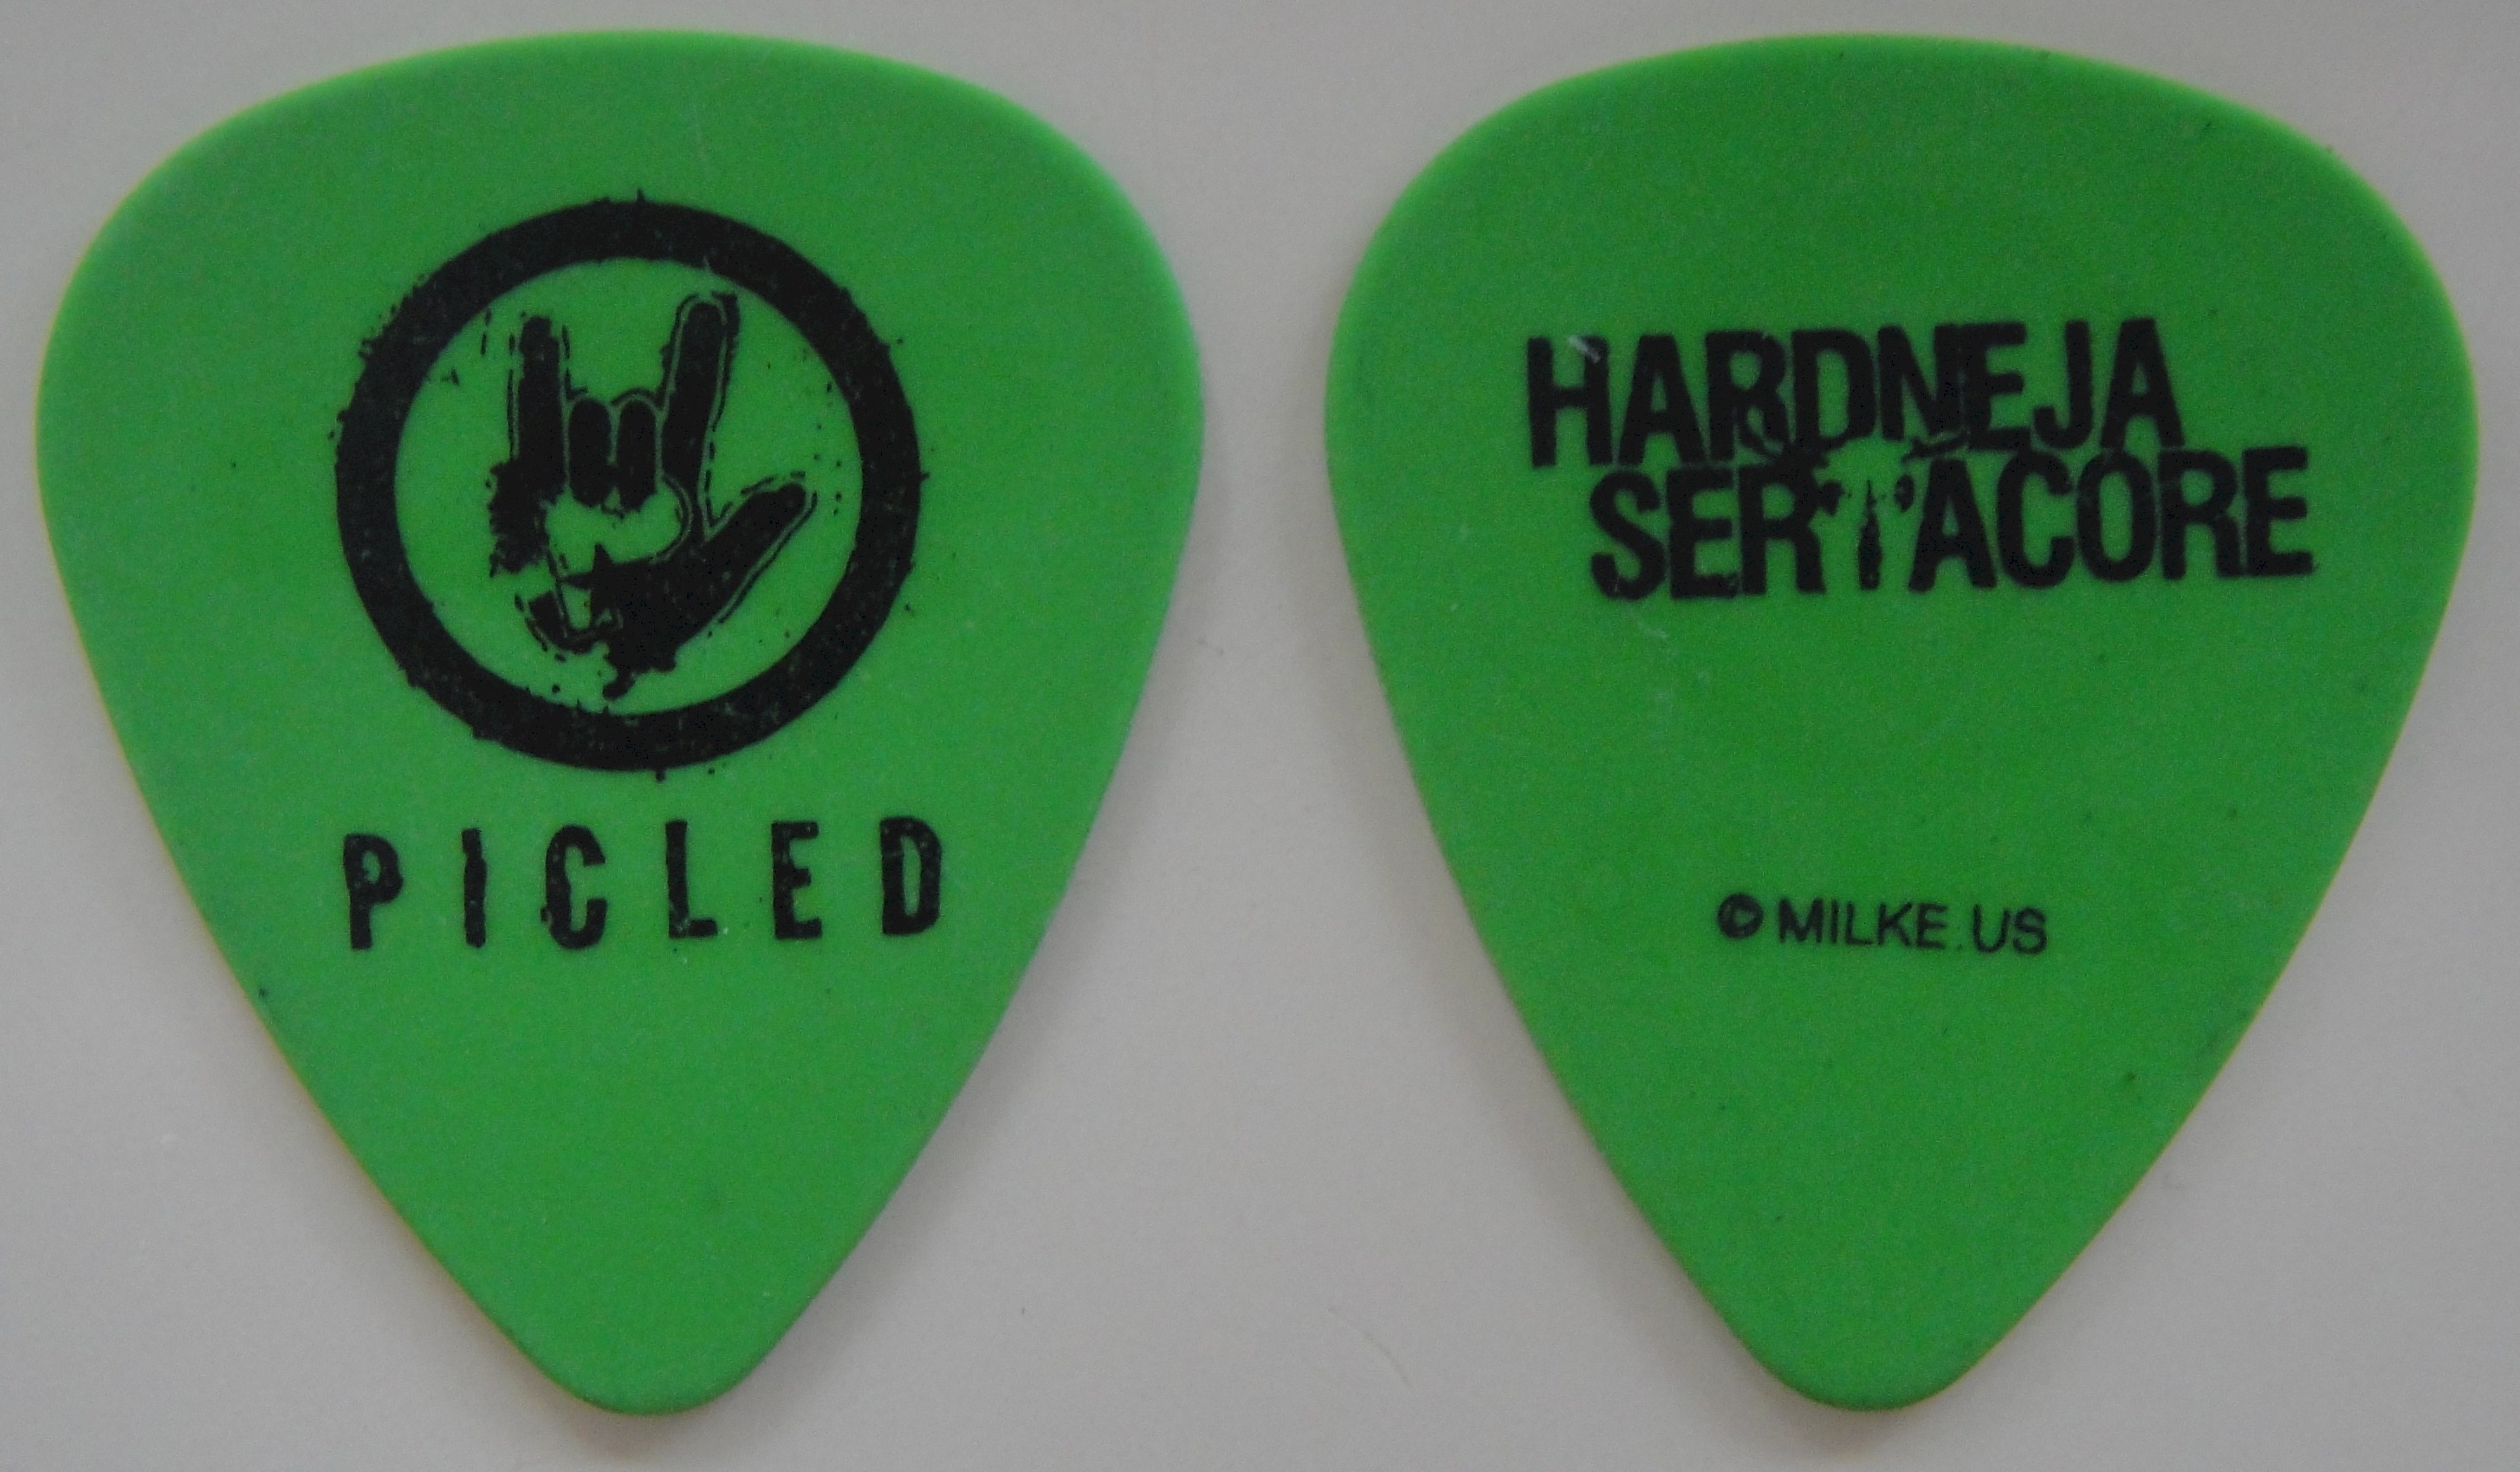 PICLED
HARDNEJA
SERTACORE
© MILKE.US